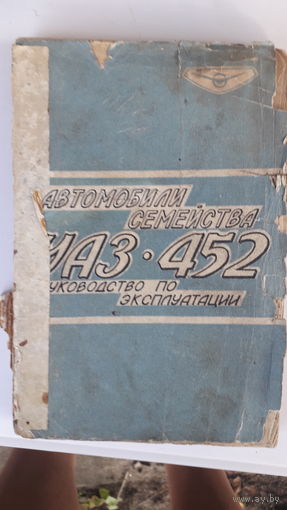 АВТОМОБИЛИ
СЕМЕЙСТВА
УАЗ·452
РУКОВОДСТВО ПО
ЭКСПЛУАТАЦИИ
www.ay.by